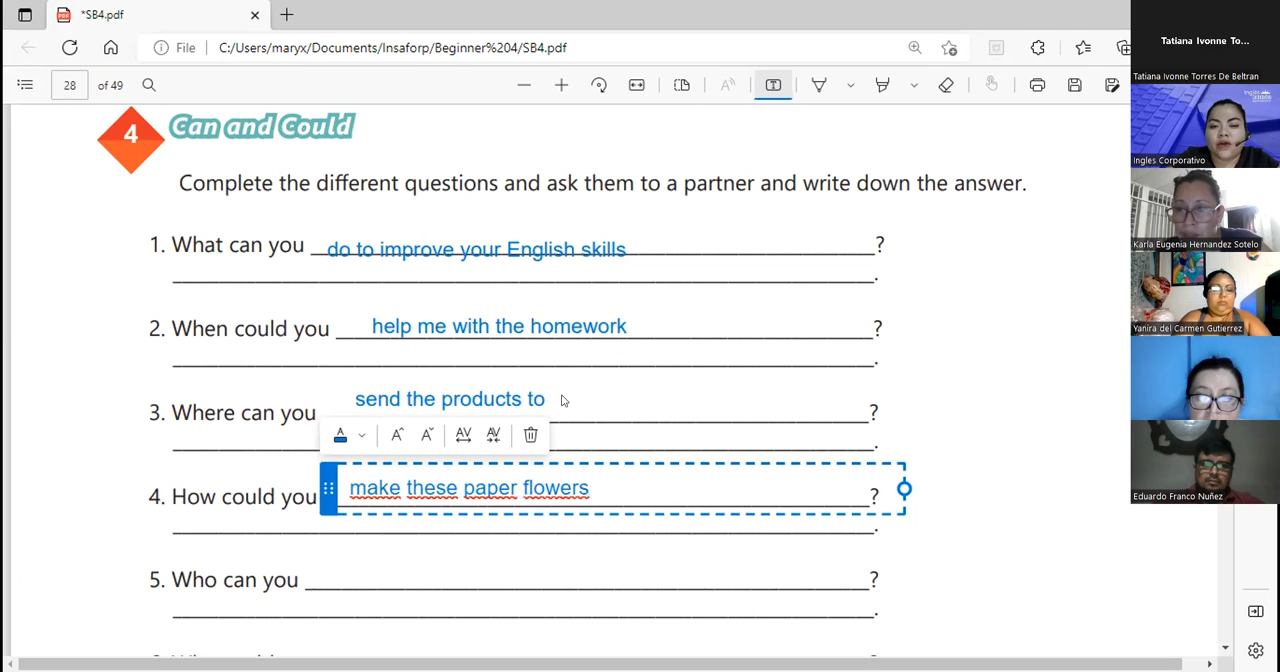 *SB4.pdf
File
C:/Users/maryx/Documents/Insaforp/Beginner%204/SB4.pdf
28 of 49
4
Can and Could
Complete the different questions and ask them to a partner and write down the answer.
1. What can you do to improve your English skills ?
2. When could you help me with the homework ?
3. Where can you send the products to ?
4. How could you make these paper flowers ?
5. Who can you ?
Tatiana Ivonne To...
Tatiana Ivonne Torres De Beltran
Ingles Corporativo
Karla Eugenia Hernandez Sotelo
Yanira del Carmen Gutierrez
Eduardo Franco Nuñez